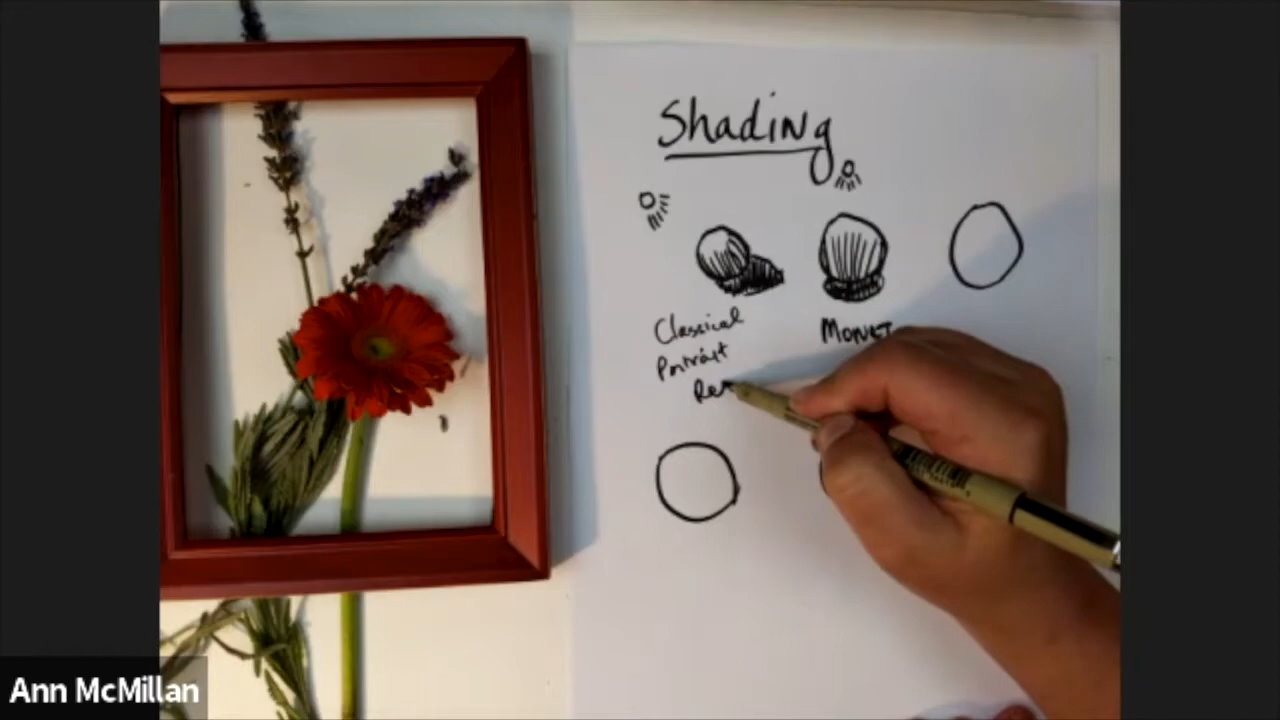 Shading
Classical
Portrait
Monet
Ann McMillan